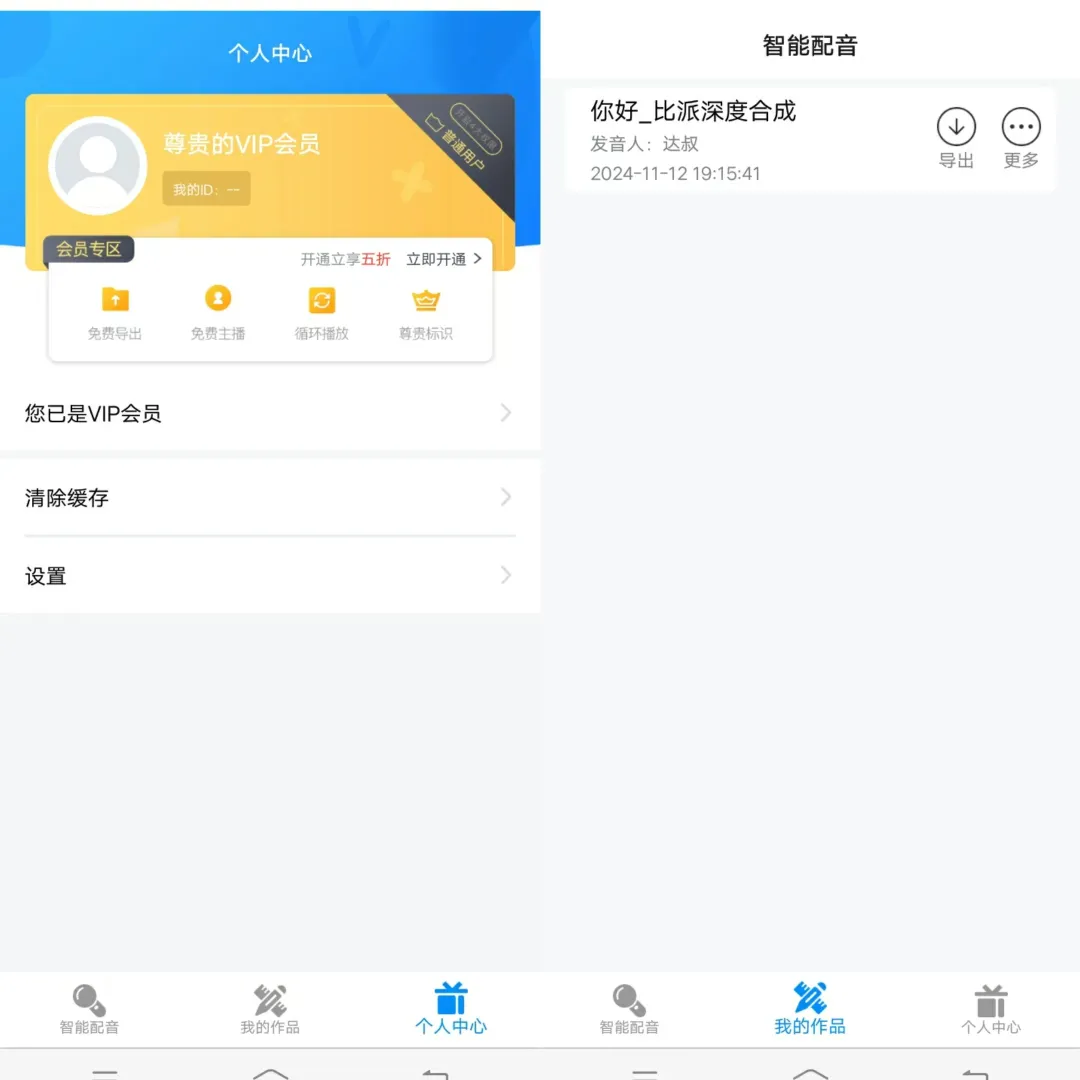 个人中心
尊贵的VIP会员
我的ID: --
普通用户
会员专区
开通立享五折 立即开通
免费导出 免费主播 循环播放 尊贵标识
您已是VIP会员
清除缓存
设置
智能配音 我的作品 个人中心
智能配音
你好_比派深度合成
发音人：达叔
2024-11-12 19:15:41
导出 更多
智能配音 我的作品 个人中心